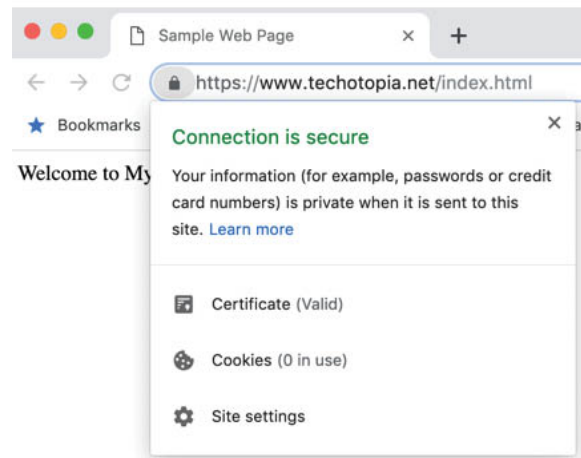 Sample Web Page
https://www.techotopia.net/index.html
Bookmarks
Connection is secure
Welcome to My
Your information (for example, passwords or credit
card numbers) is private when it is sent to this
site. Learn more
Certificate (Valid)
Cookies (0 in use)
Site settings